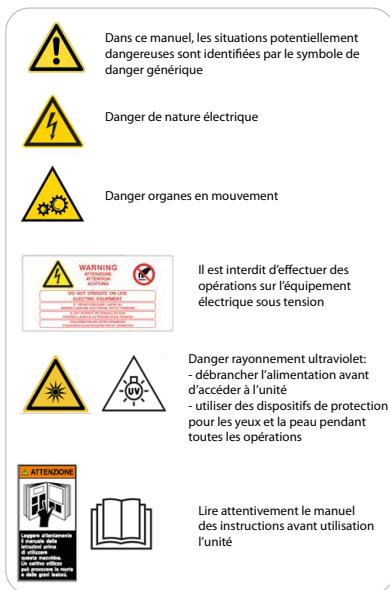 Dans ce manuel, les situations potentiellement
dangereuses sont identifiées par le symbole de
danger générique
Danger de nature électrique
Danger organes en mouvement
WARNING
ATTENZIONE
ATTENTION
ACHTUNG
DO NOT OPERATE ON LIVE
ELECTRIC EQUIPMENT
Il est interdit d'effectuer des
opérations sur l'équipement
électrique sous tension
UV
Danger rayonnement ultraviolet:
- débrancher l'alimentation avant
d'accéder à l'unité
- utiliser des dispositifs de protection
pour les yeux et la peau pendant
toutes les opérations
ATTENZIONE
Leggere attentamente
il manuale delle
istruzioni prima
di utilizzare
questa macchina.
Un cattivo utilizzo
può provocare la morte
o delle gravi lesioni.
Lire attentivement le manuel
des instructions avant utilisation
l'unité